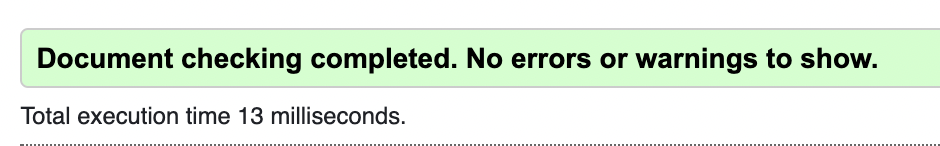 Document checking completed. No errors or warnings to show.
Total execution time 13 milliseconds.